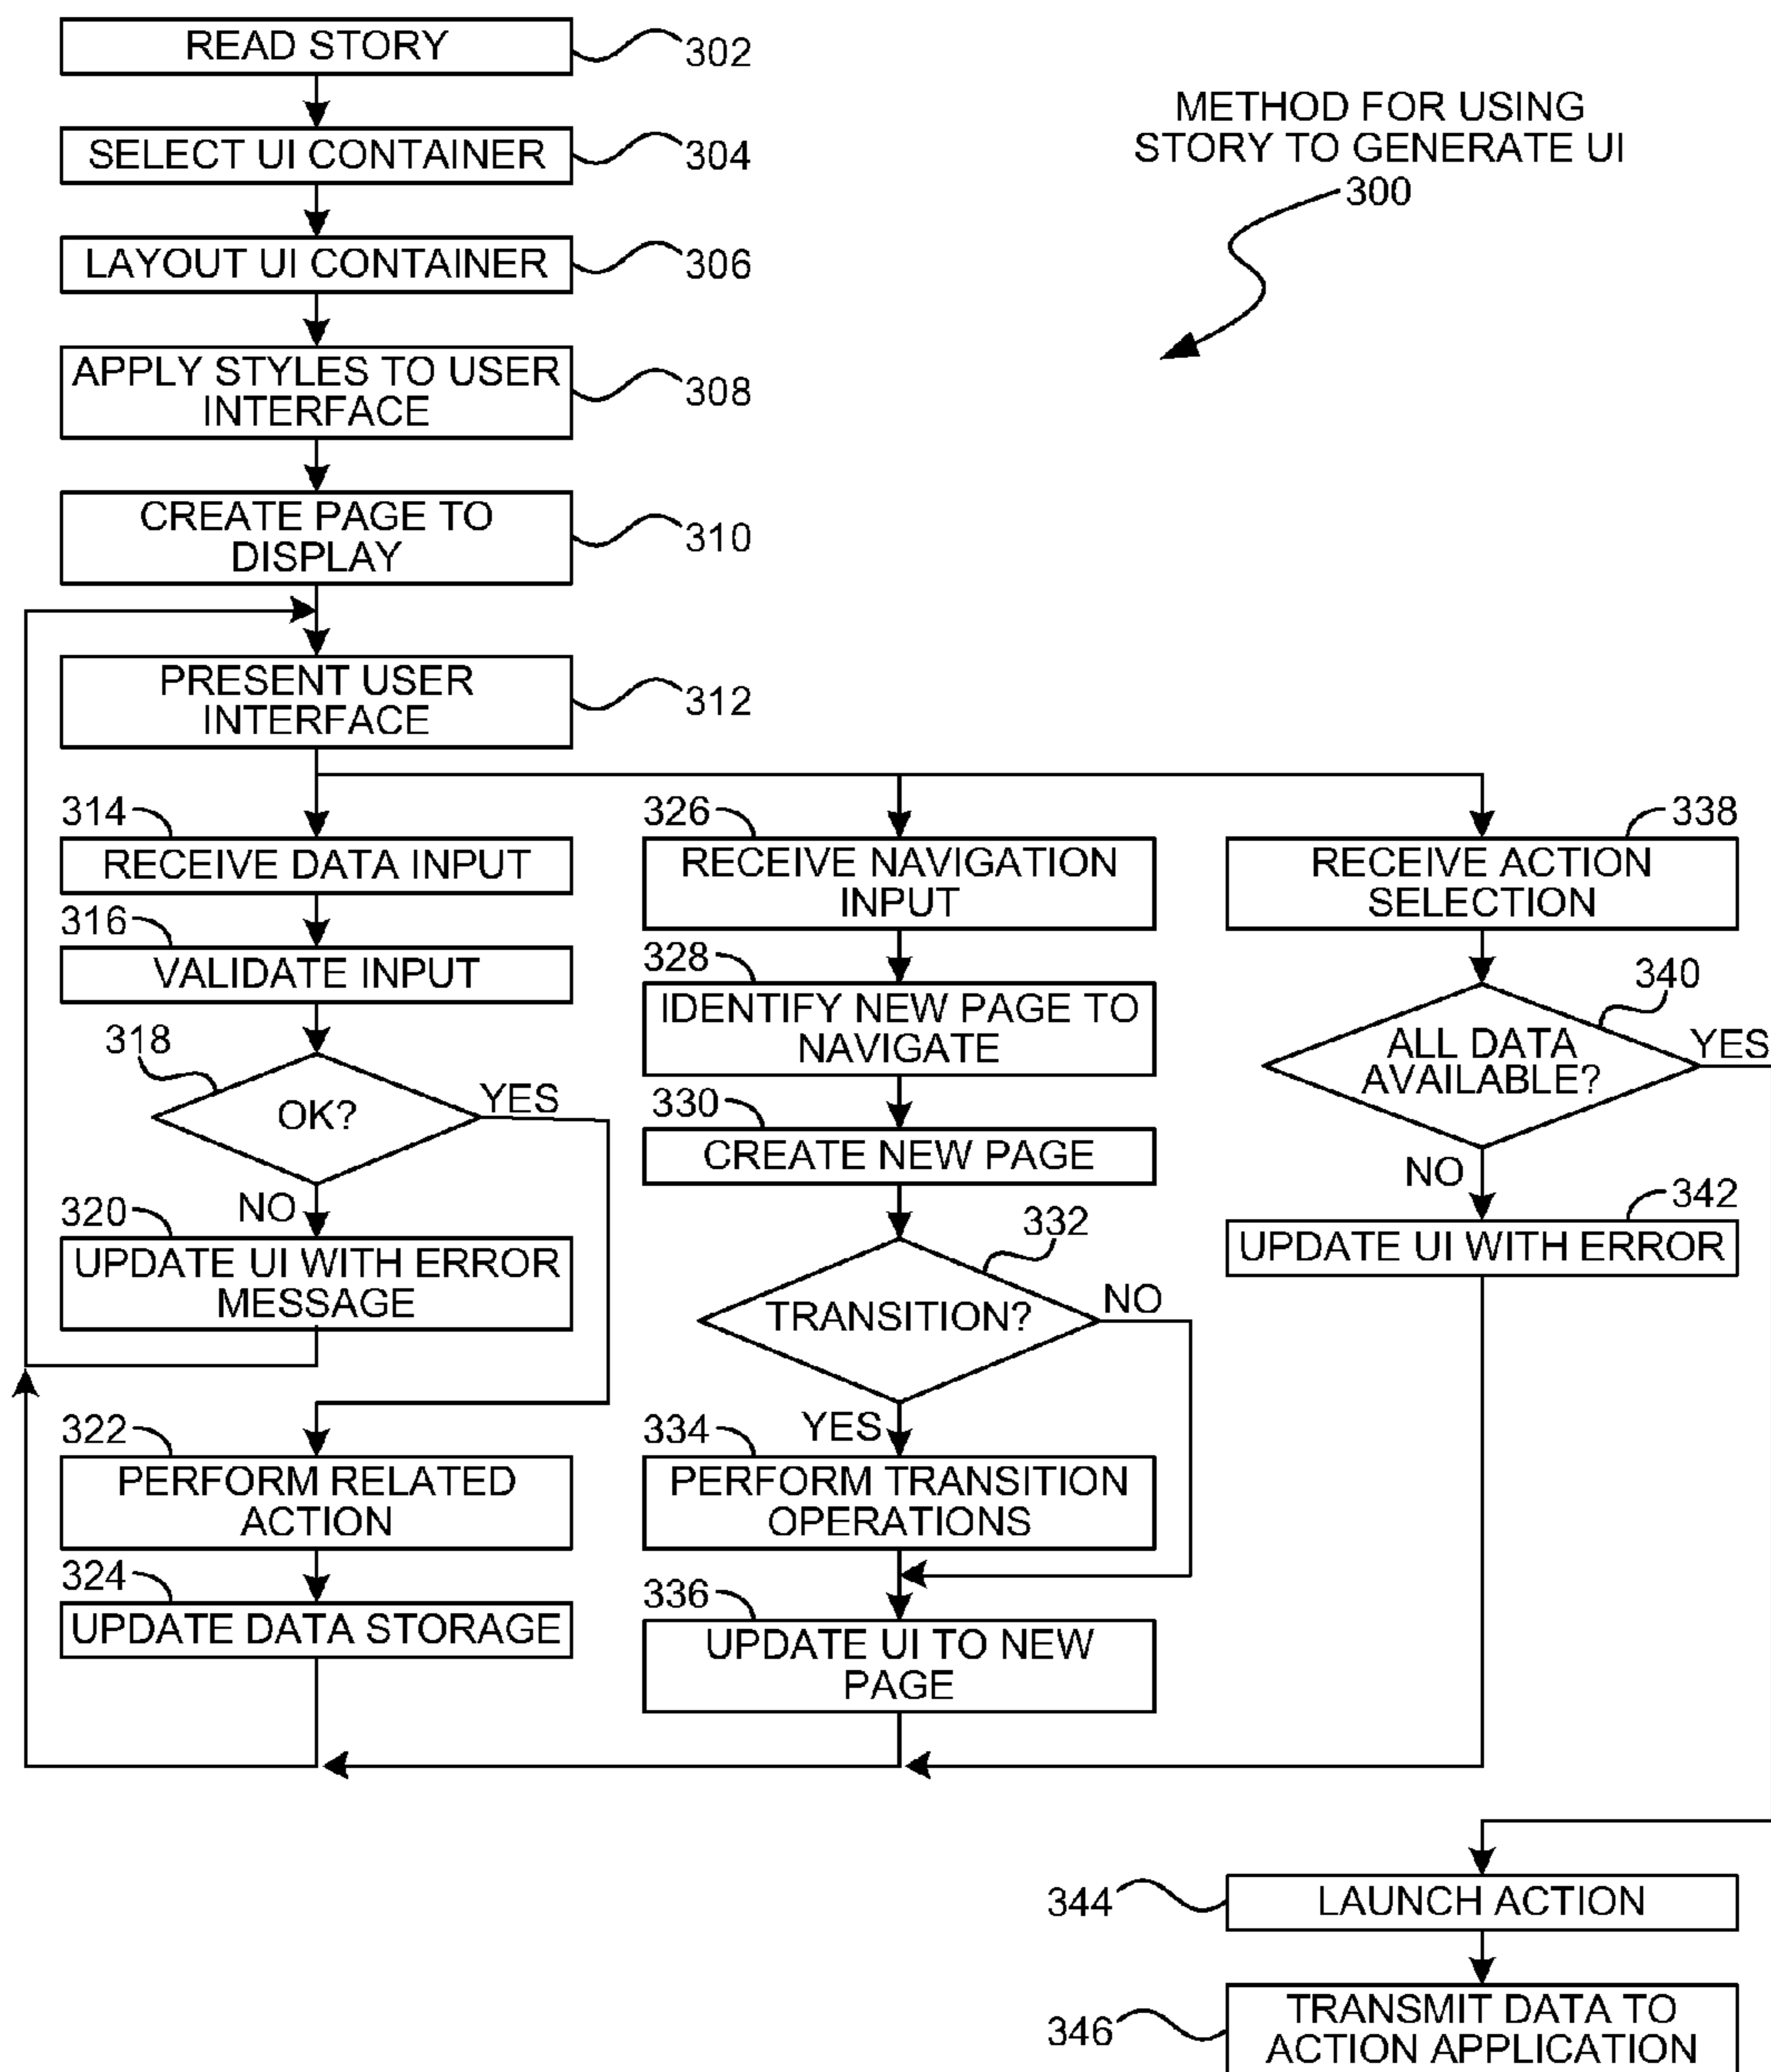 READ STORY
302
METHOD FOR USING
STORY TO GENERATE UI
300
SELECT UI CONTAINER
304
LAYOUT UI CONTAINER
306
APPLY STYLES TO USER
INTERFACE
308
CREATE PAGE TO
DISPLAY
310
PRESENT USER
INTERFACE
312
314
RECEIVE DATA INPUT
316
VALIDATE INPUT
318
OK?
YES
NO
320
UPDATE UI WITH ERROR
MESSAGE
322
PERFORM RELATED
ACTION
324
UPDATE DATA STORAGE
326
RECEIVE NAVIGATION
INPUT
328
IDENTIFY NEW PAGE TO
NAVIGATE
330
CREATE NEW PAGE
332
TRANSITION?
NO
YES
334
PERFORM TRANSITION
OPERATIONS
336
UPDATE UI TO NEW
PAGE
338
RECEIVE ACTION
SELECTION
340
ALL DATA
AVAILABLE?
YES
NO
342
UPDATE UI WITH ERROR
344
LAUNCH ACTION
346
TRANSMIT DATA TO
ACTION APPLICATION